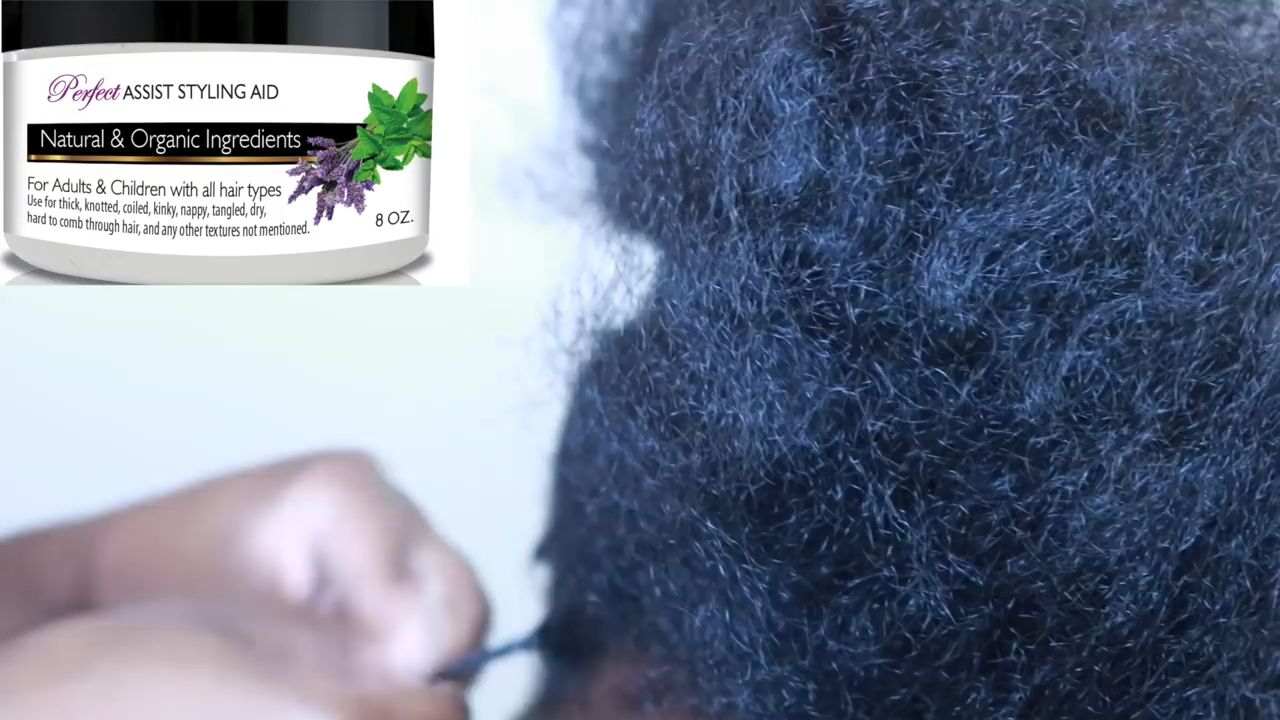 Perfect ASSIST STYLING AID
Natural & Organic Ingredients
For Adults & Children with all hair types
Use for thick, knotted, coiled, kinky, nappy, tangled, dry,
hard to comb through hair, and any other textures not mentioned.
8 OZ.